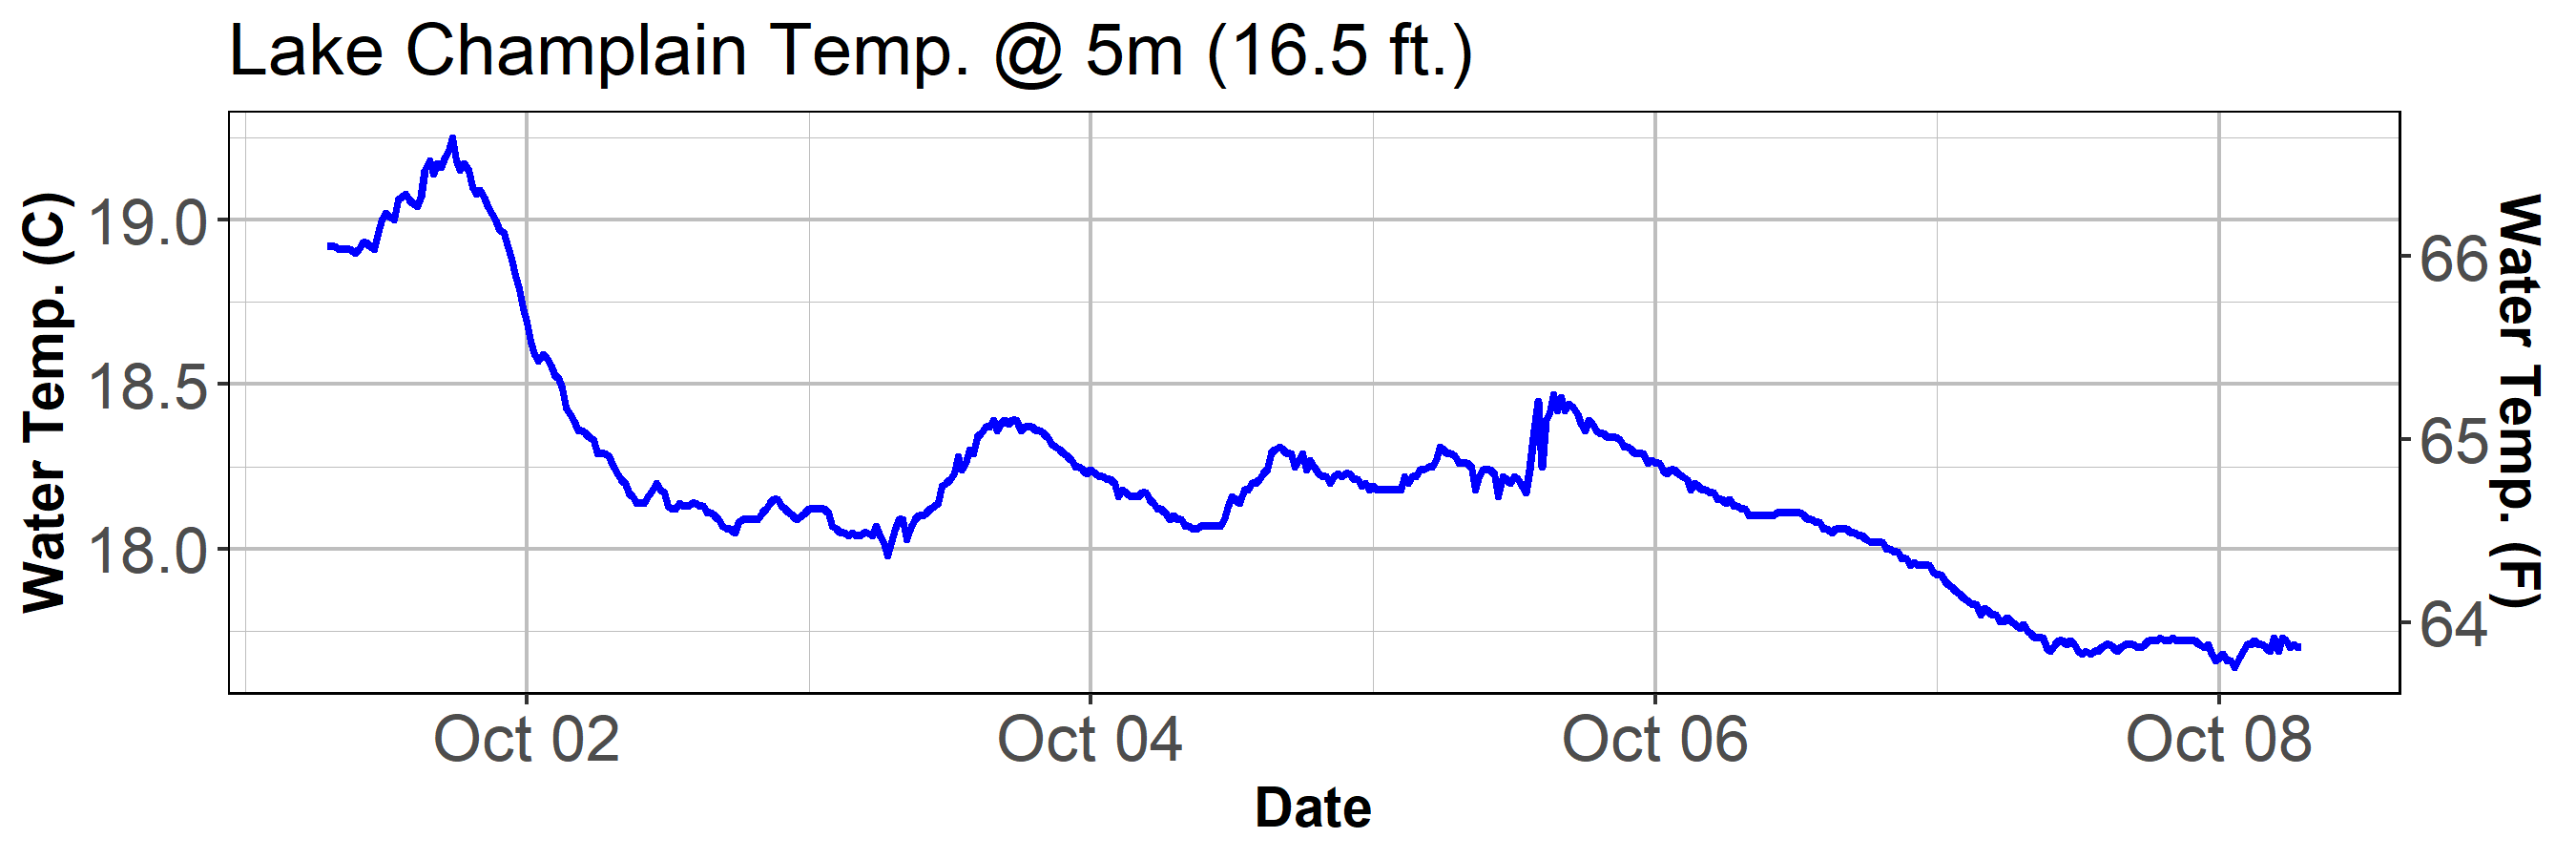 Lake Champlain Temp. @ 5m (16.5 ft.)
Water Temp. (C)
19.0
18.5
18.0
66
65
64
Water Temp. (F)
Oct 02
Oct 04
Oct 06
Oct 08
Date